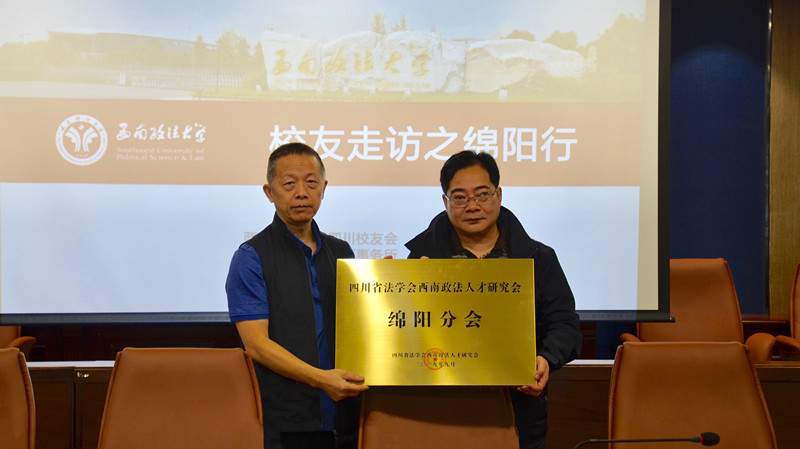 西南政法大学
西南政法大学
Southwest University of
Political Science & Law
校友走访之绵阳行
四川校友会
事务所
四川省法学会西南政法人才研究会
绵阳分会
四川省法学会西南政法人才研究会